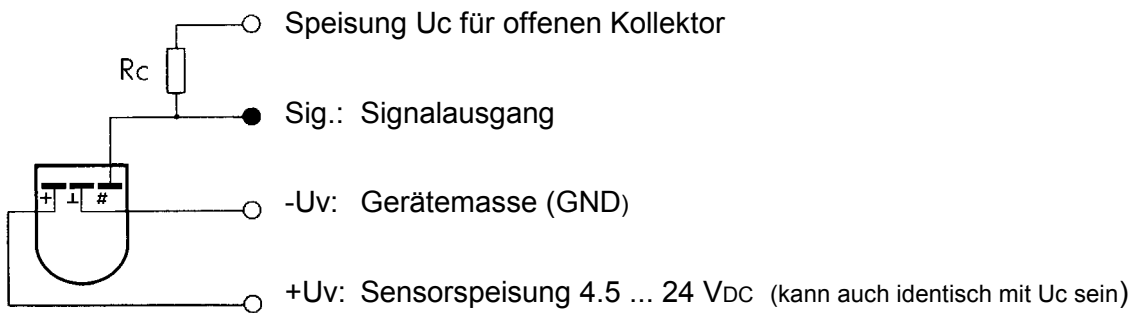 Speisung Uc für offenen Kollektor
Rc
Sig.: Signalausgang
+ ⊥ #
-Uv: Gerätemasse (GND)
+Uv: Sensorspeisung 4.5 ... 24 VDC (kann auch identisch mit Uc sein)